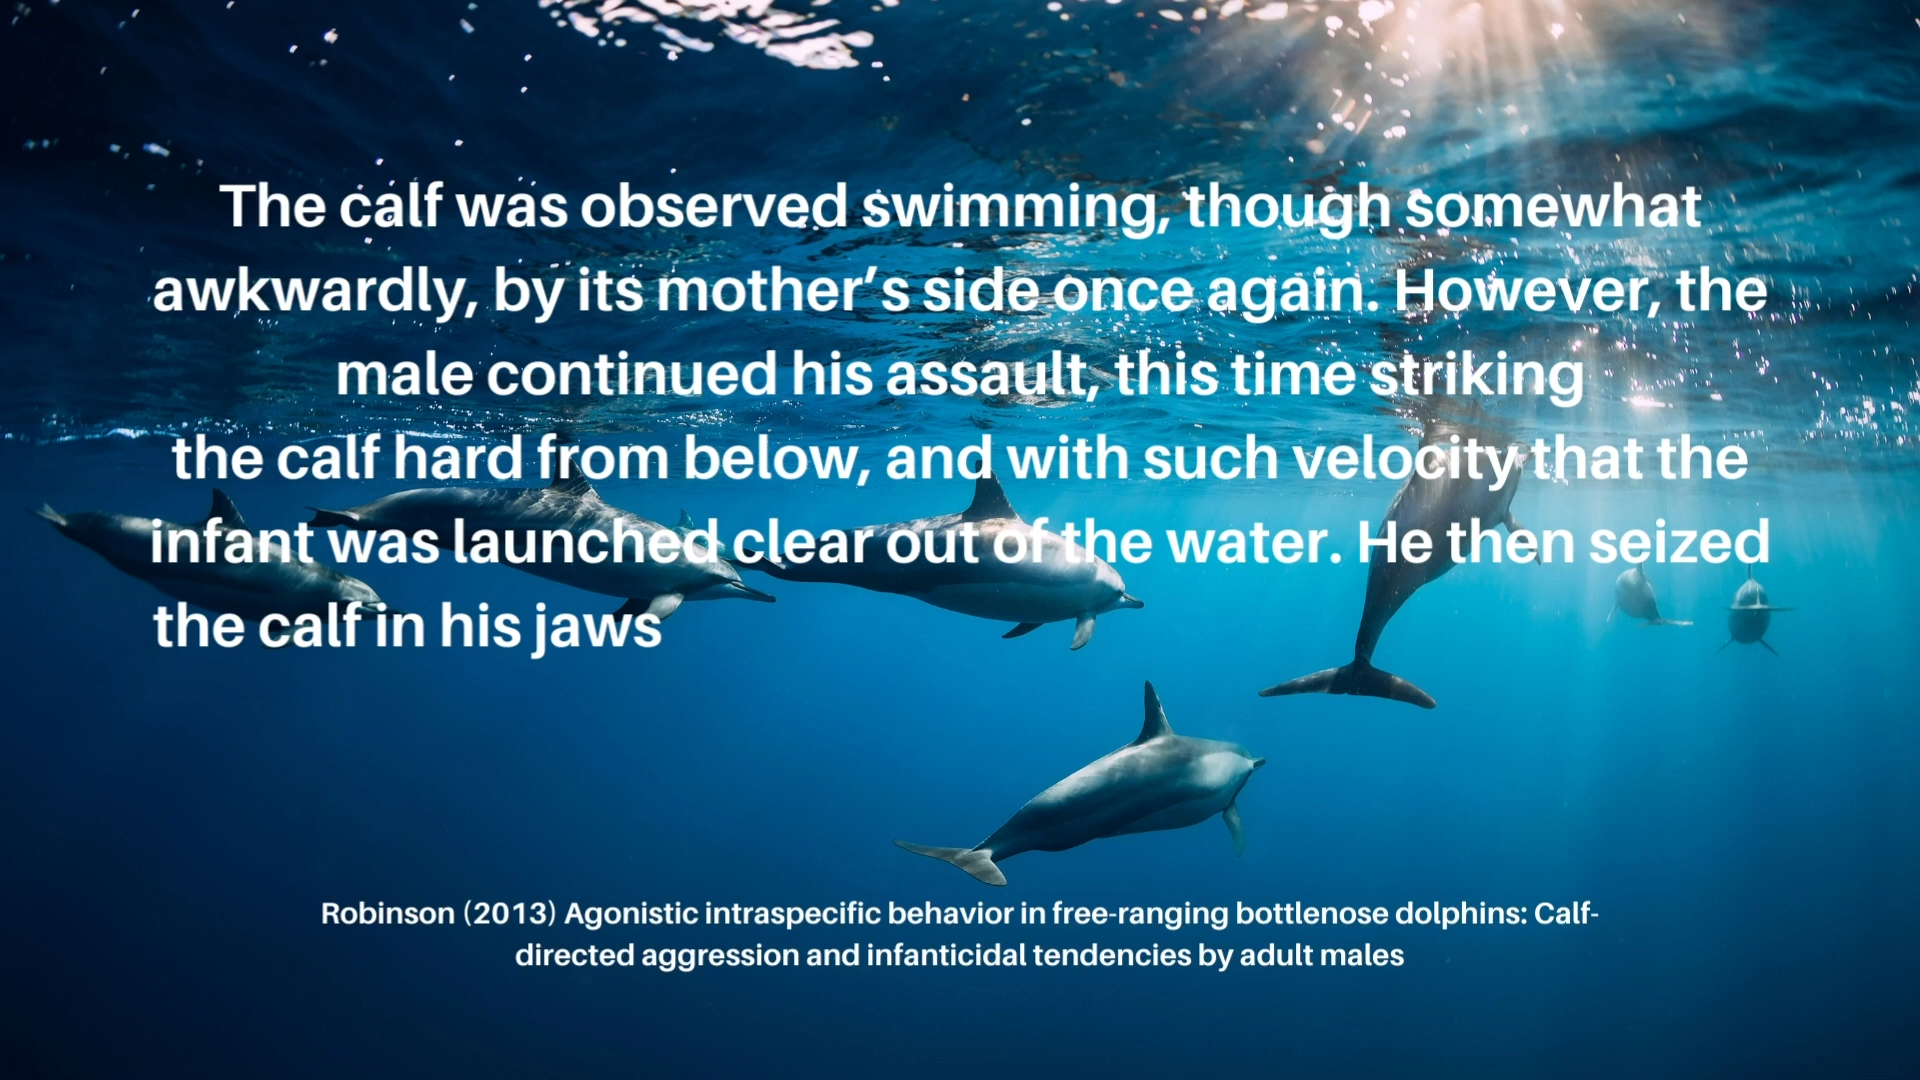 The calf was observed swimming, though somewhat
awkwardly, by its mother’s side once again. However, the
male continued his assault, this time striking
the calf hard from below, and with such velocity that the
infant was launched clear out of the water. He then seized
the calf in his jaws
Robinson (2013) Agonistic intraspecific behavior in free-ranging bottlenose dolphins: Calf-
directed aggression and infanticidal tendencies by adult males